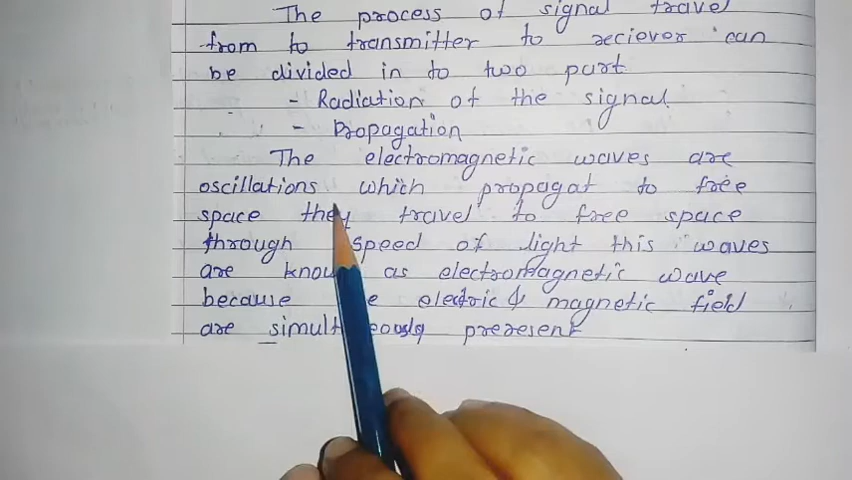 The process of signal travel
from to transmitter to reciever can
be divided in to two part
- Radiation of the signal
- Propagation
The electromagnetic waves are
oscillations which propagat to free
space they travel to free space
through speed of light this waves
are know as electromagnetic wave
because electric & magnetic field
are present